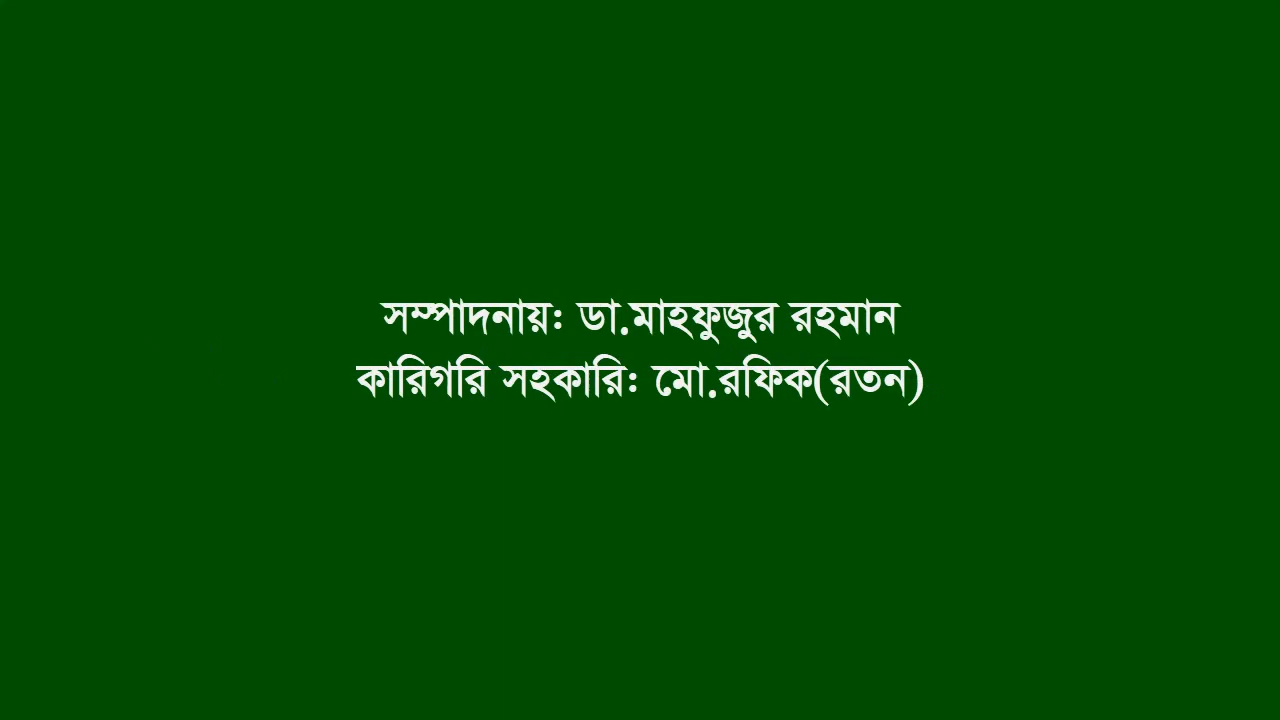 সম্পাদনায়ঃ ডা.মাহফুজুর রহমান
কারিগরি সহকারিঃ মো.রফিক(রতন)